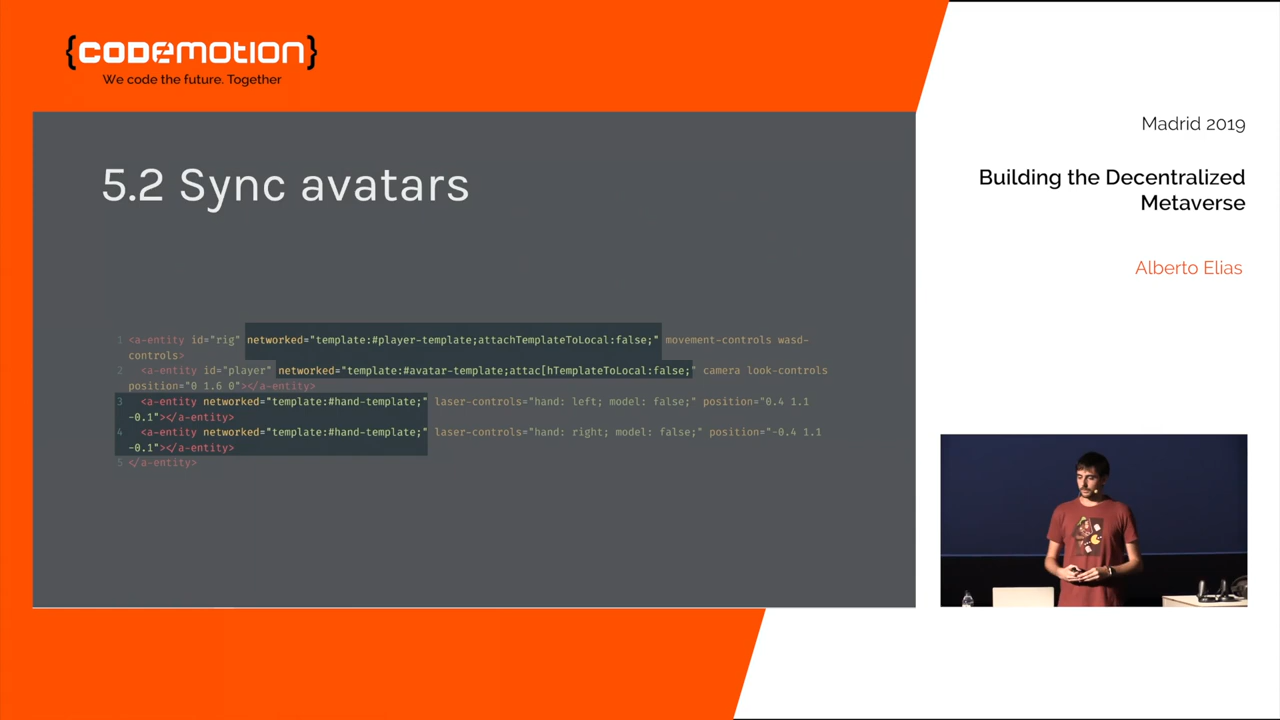 {CODEMOTION}
We code the future. Together
Madrid 2019
Building the Decentralized
Metaverse
Alberto Elias
5.2 Sync avatars
1 <a-entity id="rig" networked="template:#player-template;attachTemplateToLocal:false;" movement-controls wasd-
controls>
2 <a-entity id="player" networked="template:#avatar-template;attac[hTemplateToLocal:false;" camera look-controls
position="0 1.6 0"></a-entity>
3 <a-entity networked="template:#hand-template;" laser-controls="hand: left; model: false;" position="0.4 1.1
-0.1"></a-entity>
4 <a-entity networked="template:#hand-template;" laser-controls="hand: right; model: false;" position="-0.4 1.1
-0.1"></a-entity>
5 </a-entity>